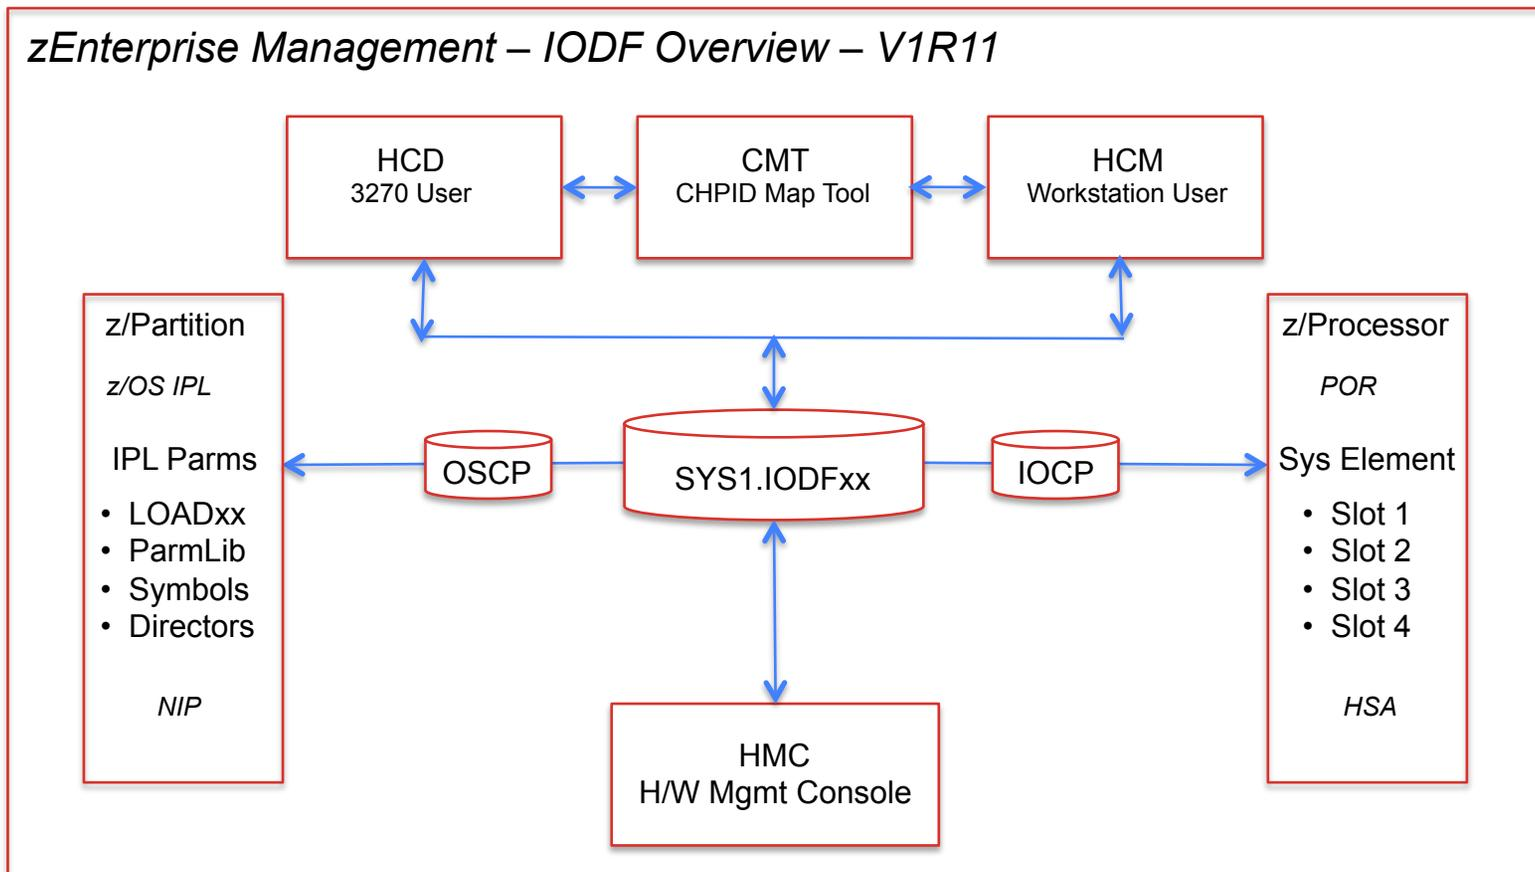 zEnterprise Management – IODF Overview – V1R11
HCD
3270 User
CMT
CHPID Map Tool
HCM
Workstation User
z/Partition
z/OS IPL
IPL Parms
• LOADxx
• ParmLib
• Symbols
• Directors
NIP
OSCP
SYS1.IODFxx
IOCP
z/Processor
POR
Sys Element
• Slot 1
• Slot 2
• Slot 3
• Slot 4
HSA
HMC
H/W Mgmt Console